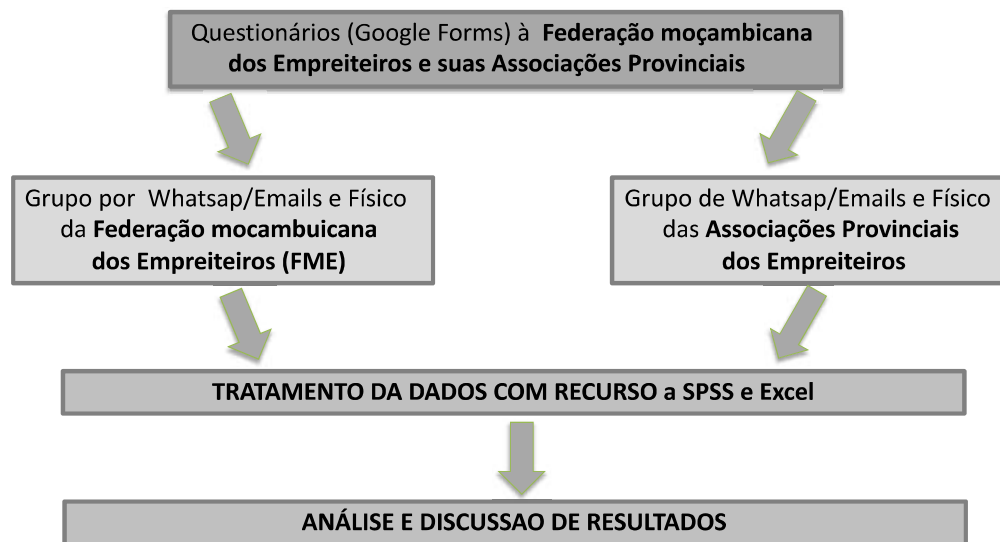 Questionários (Google Forms) à Federação moçambicana
dos Empreiteiros e suas Associações Provinciais
Grupo por Whatsap/Emails e Físico
da Federação mocambuicana
dos Empreiteiros (FME)
Grupo de Whatsap/Emails e Físico
das Associações Provinciais
dos Empreiteiros
TRATAMENTO DA DADOS COM RECURSO a SPSS e Excel
ANÁLISE E DISCUSSAO DE RESULTADOS